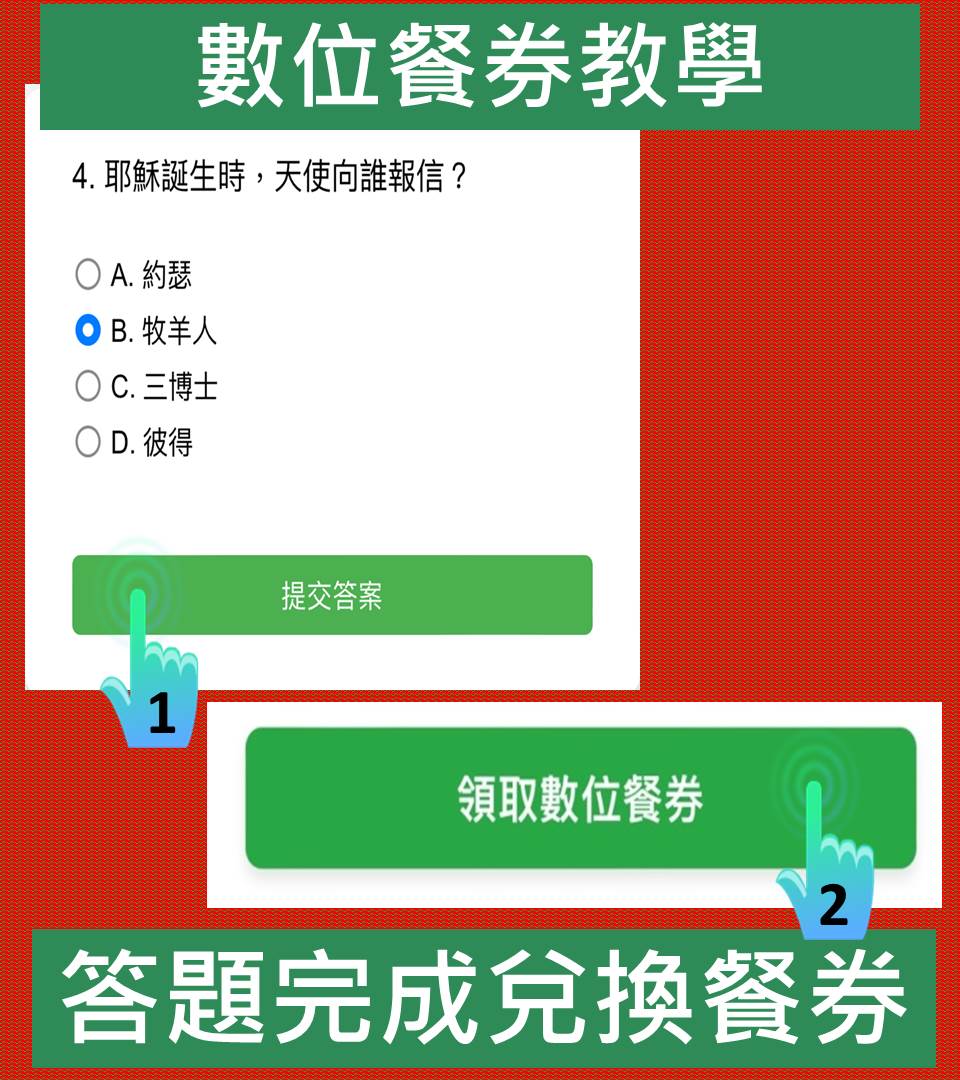 數位餐券教學
4. 耶穌誕生時，天使向誰報信？
A. 約瑟
B. 牧羊人
C. 三博士
D. 彼得
提交答案
1
領取數位餐券
2
答題完成兌換餐券